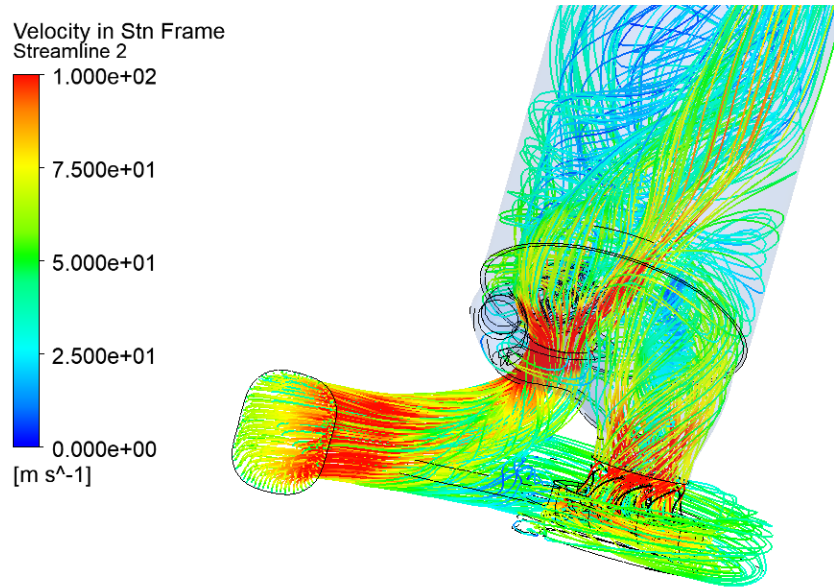 Velocity in Stn Frame
Streamline 2
1.000e+02
7.500e+01
5.000e+01
2.500e+01
0.000e+00
[m s^-1]